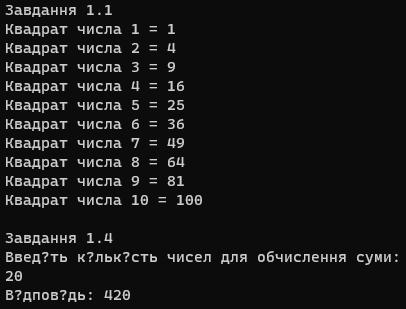 Завдання 1.1
Квадрат числа 1 = 1
Квадрат числа 2 = 4
Квадрат числа 3 = 9
Квадрат числа 4 = 16
Квадрат числа 5 = 25
Квадрат числа 6 = 36
Квадрат числа 7 = 49
Квадрат числа 8 = 64
Квадрат числа 9 = 81
Квадрат числа 10 = 100
Завдання 1.4
Введ?ть к?льк?сть чисел для обчислення суми:
20
В?дпов?дь: 420